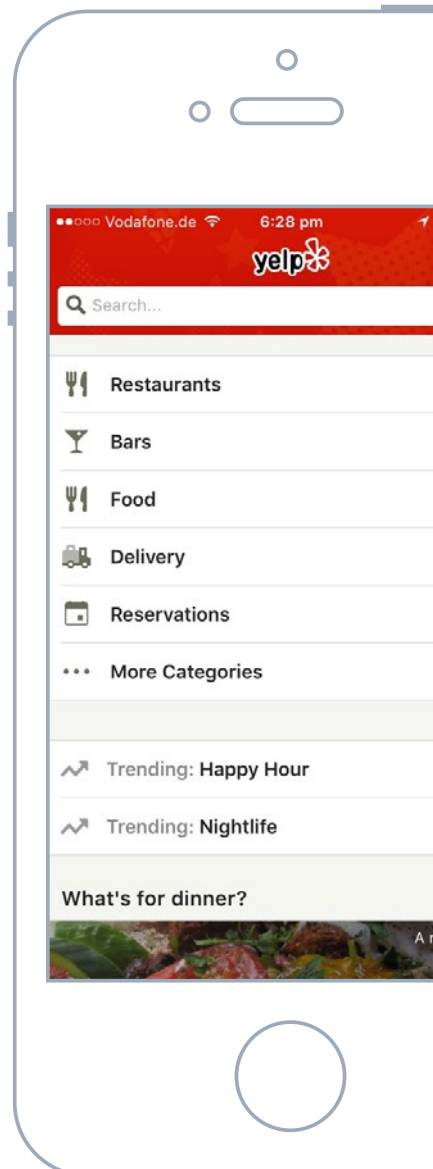 Vodafone.de 6:28 pm
yelp
Search...
Restaurants
Bars
Food
Delivery
Reservations
More Categories
Trending: Happy Hour
Trending: Nightlife
What's for dinner?
A